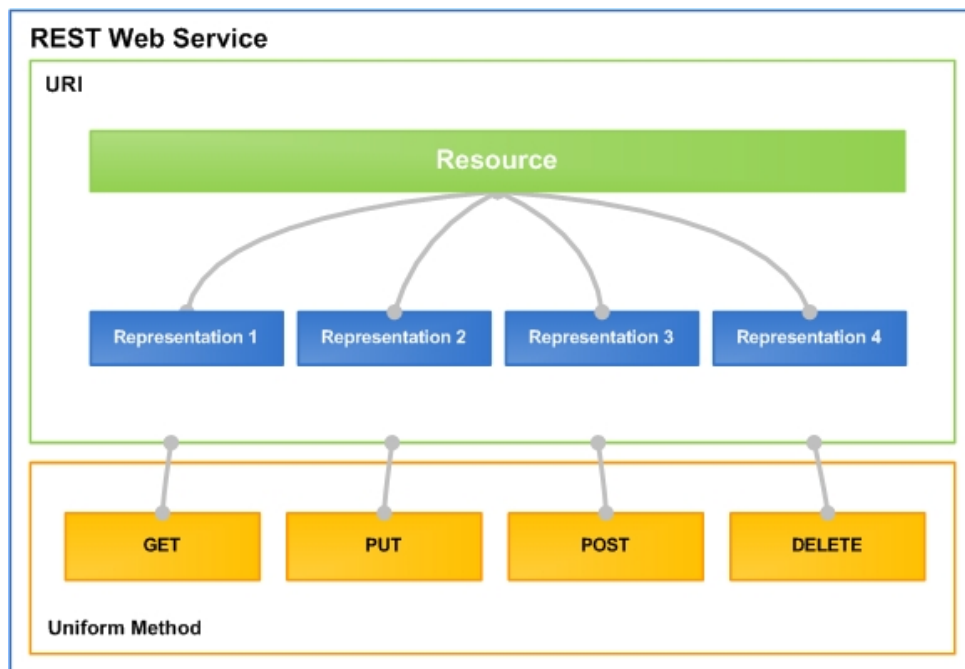 REST Web Service
URI
Resource
Representation 1
Representation 2
Representation 3
Representation 4
GET
PUT
POST
DELETE
Uniform Method